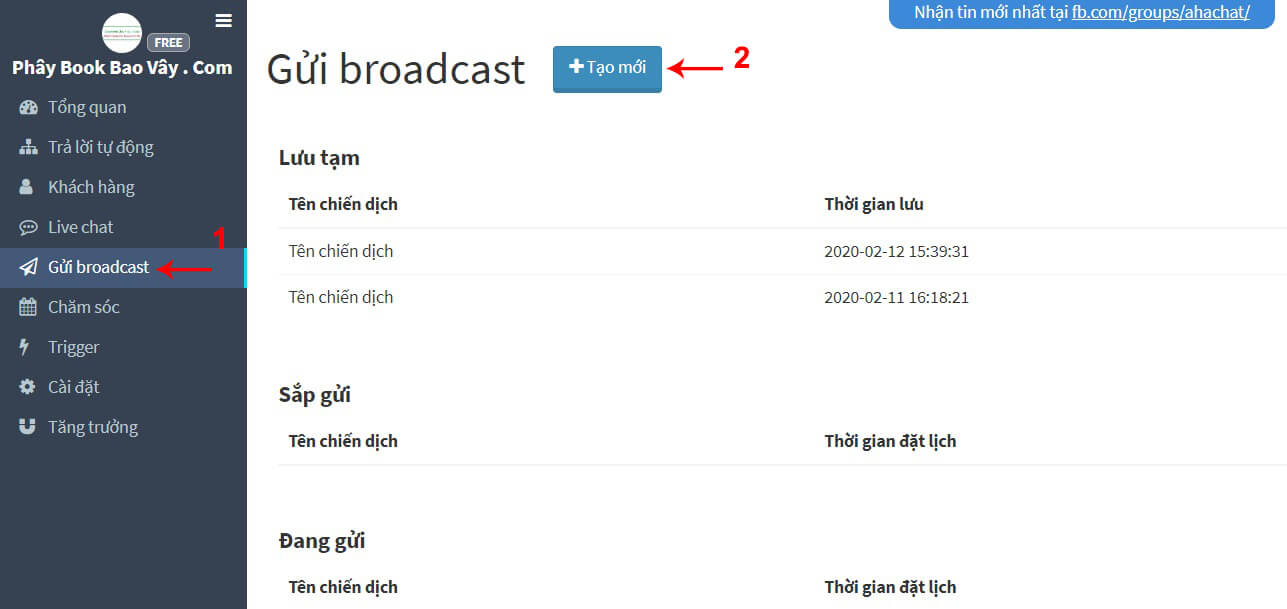 Nhận tin mới nhất tại fb.com/groups/ahachat/
FREE
Phây Book Bao Vây . Com
Tổng quan
Trả lời tự động
Khách hàng
Live chat
Gửi broadcast 1
Chăm sóc
Trigger
Cài đặt
Tăng trưởng
Gửi broadcast Tạo mới 2
Lưu tạm
Tên chiến dịch Thời gian lưu
Tên chiến dịch 2020-02-12 15:39:31
Tên chiến dịch 2020-02-11 16:18:21
Sắp gửi
Tên chiến dịch Thời gian đặt lịch
Đang gửi
Tên chiến dịch Thời gian đặt lịch